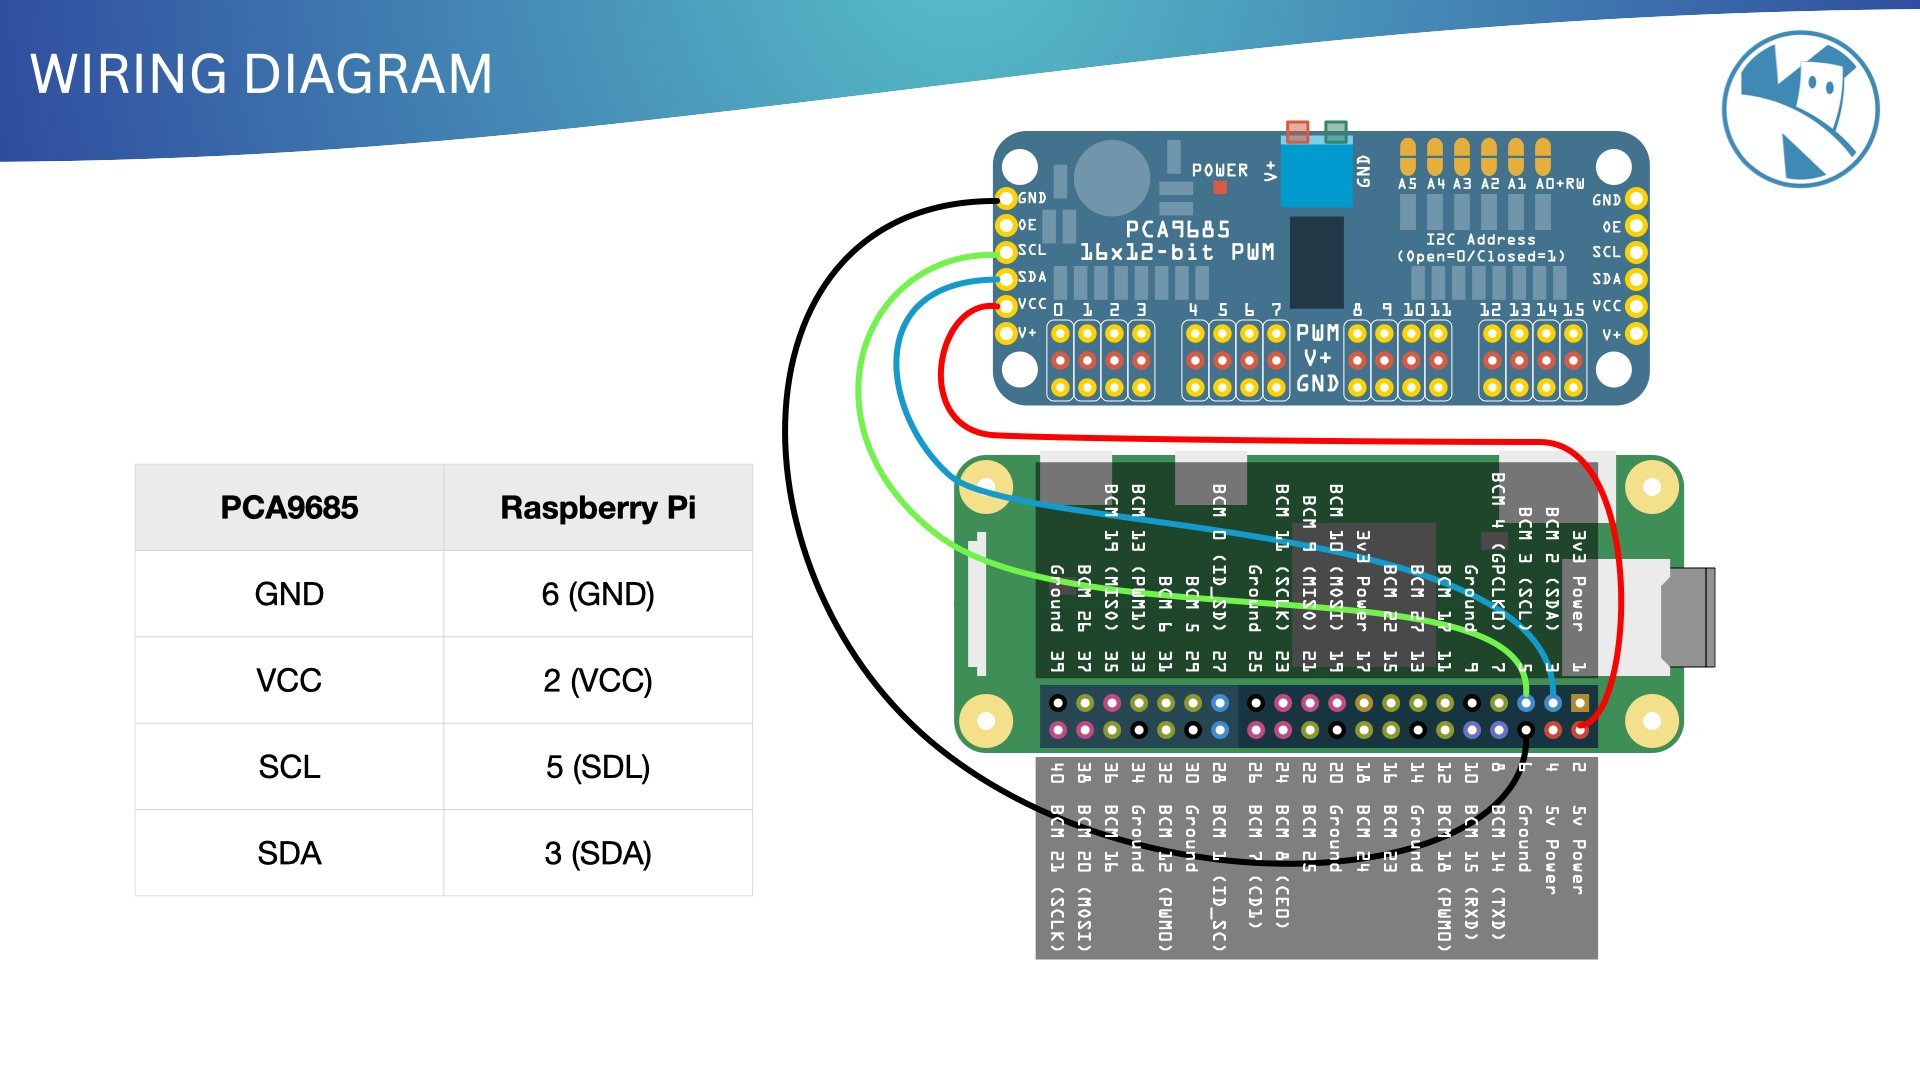 WIRING DIAGRAM
PCA9685 Raspberry Pi
GND 6 (GND)
VCC 2 (VCC)
SCL 5 (SDL)
SDA 3 (SDA)
POWER
V+
GND
A5 A4 A3 A2 A1 A0+RW
GND
OE
SCL
SDA
VCC
V+
PCA9685
16x12-bit PWM
I2C Address
(Open=0/Closed=1)
GND
OE
SCL
SDA
VCC
V+
0 1 2 3 4 5 6 7 8 9 10 11 12 13 14 15
PWM
V+
GND
Ground 39
BCM 26 37
BCM 19 (MISO) 35
BCM 13 (PWM1) 33
BCM 6 31
BCM 5 29
BCM 0 (ID_SD) 27
Ground 25
BCM 11 (SCLK) 23
BCM 9 (MISO) 21
BCM 10 (MOSI) 19
3v3 Power 17
BCM 22 15
BCM 27 13
BCM 17 11
Ground 9
BCM 4 (GPCLK0) 7
BCM 3 (SCL) 5
BCM 2 (SDA) 3
3v3 Power 1
40 BCM 21 (SCLK)
38 BCM 20 (MOSI)
36 BCM 16
34 Ground
32 BCM 12 (PWM0)
30 Ground
28 BCM 1 (ID_SC)
26 BCM 7 (CD1)
24 BCM 8 (CE0)
22 BCM 25
20 Ground
18 BCM 24
16 BCM 23
14 Ground
12 BCM 18 (PWM0)
10 BCM 15 (RXD)
8 BCM 14 (TXD)
6 Ground
4 5v Power
2 5v Power